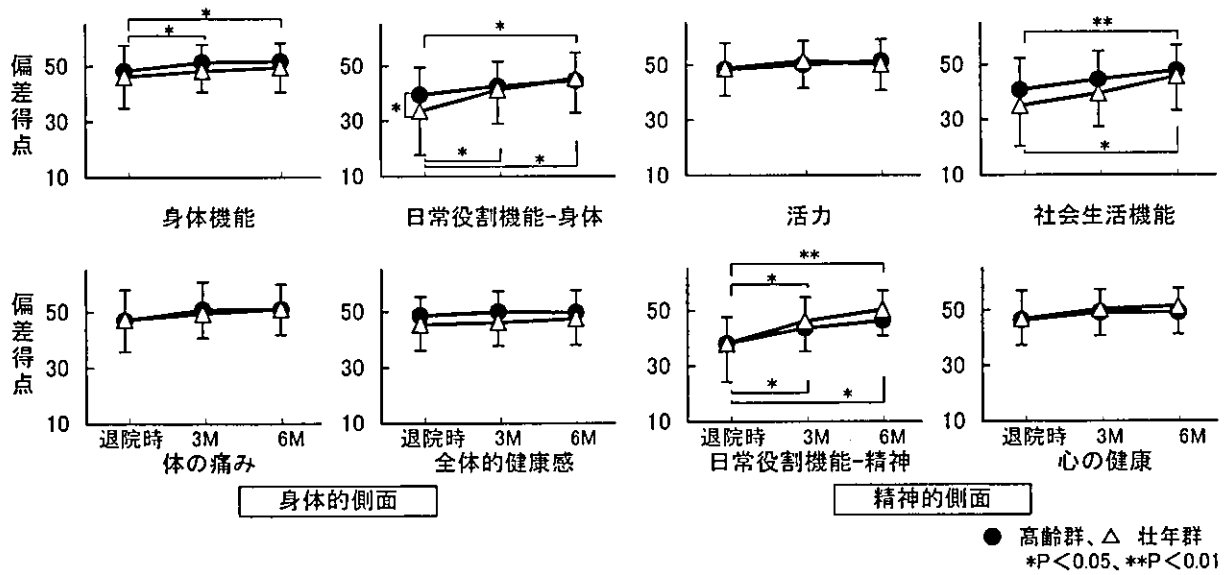 * * ** 
50 50 50 50
偏差得点
* *
30 30 30 30
* * *
10 10 10 10
身体機能 日常役割機能-身体 活力 社会生活機能
**
*
50 50 50 50
偏差得点
30 30 30 30
* *
10 10 10 10
退院時 3M 6M 退院時 3M 6M 退院時 3M 6M 退院時 3M 6M
体の痛み 全体的健康感 日常役割機能-精神 心の健康
身体的側面 精神的側面
● 高齢群、△ 壮年群
*P<0.05、**P<0.01